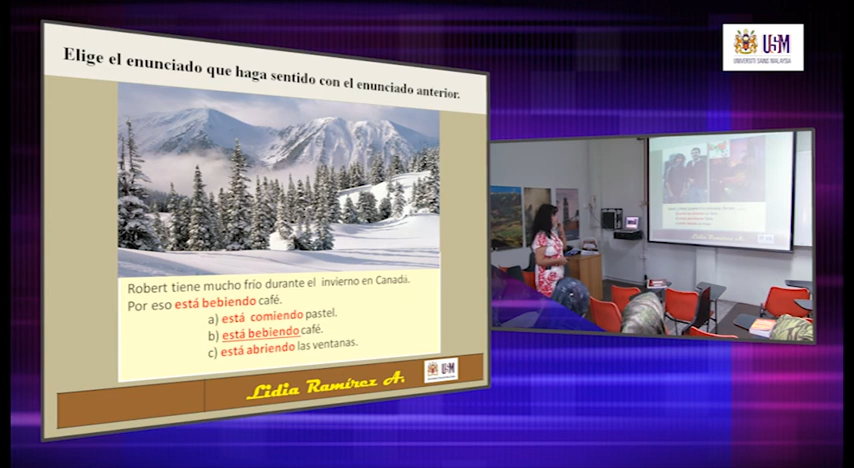 Elige el enunciado que haga sentido con el enunciado anterior.
Robert tiene mucho frío durante el invierno en Canadá.
Por eso está bebiendo café.
a) está comiendo pastel.
b) está bebiendo café.
c) está abriendo las ventanas.
Lidia Ramírez A.
USM
USM
UNIVERSITI SAINS MALAYSIA
Lidia Ramírez A.